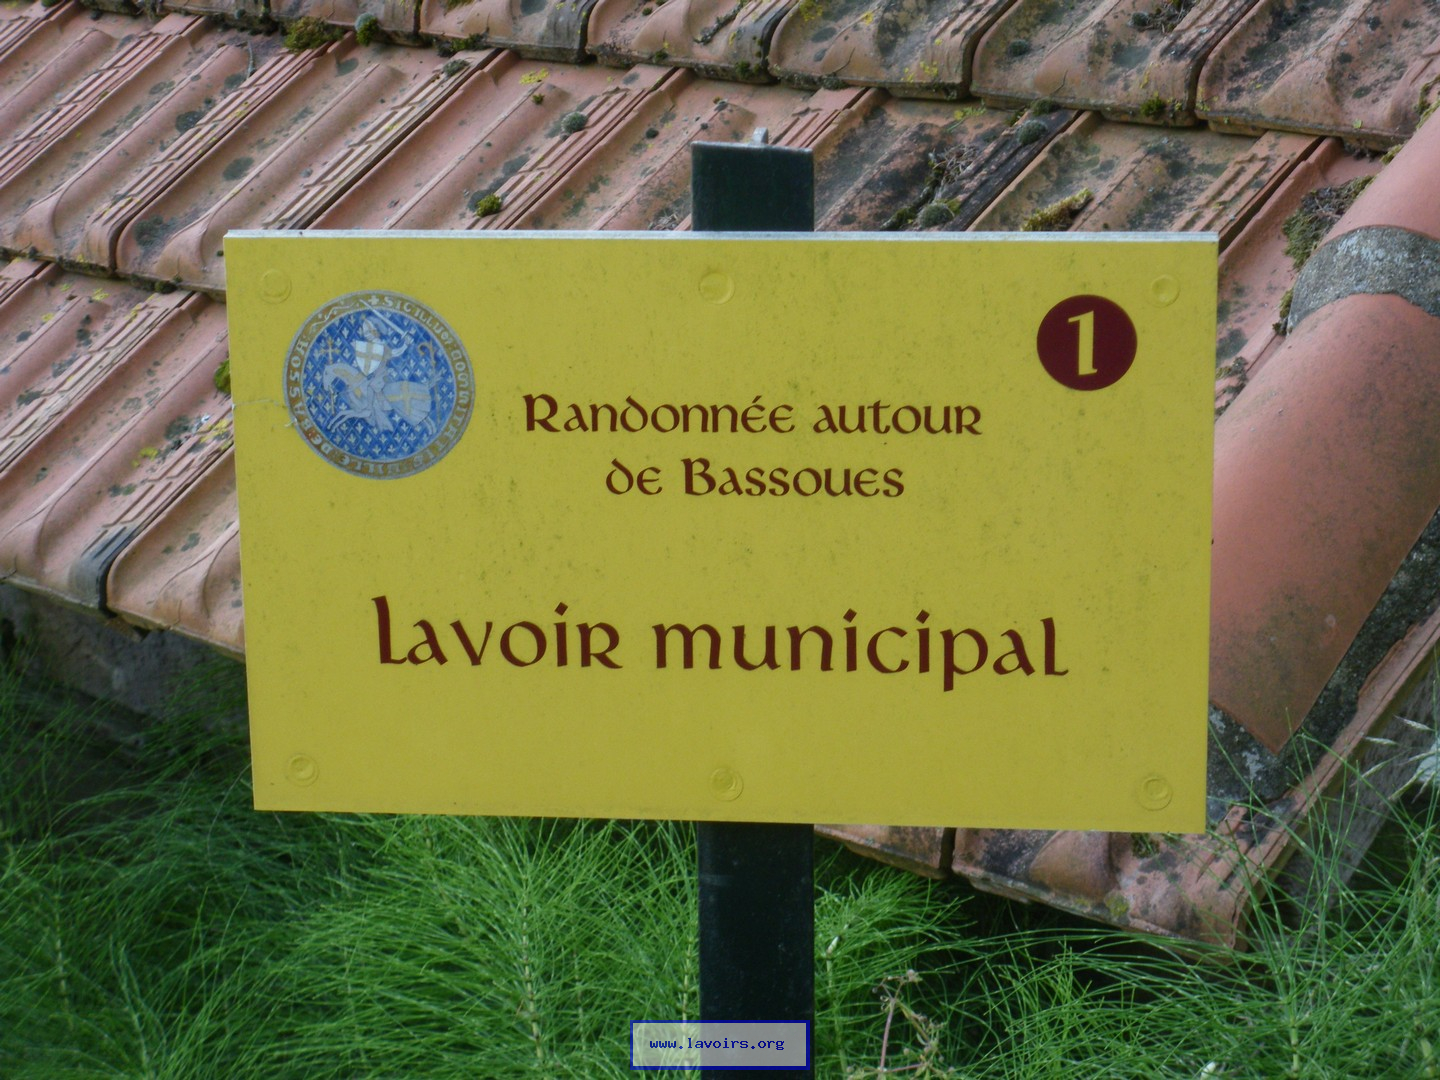 1
Randonnée autour
de Bassoues
Lavoir municipal
www.lavoirs.org